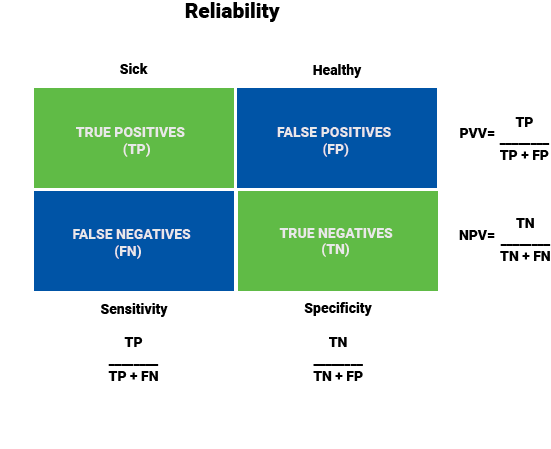 Reliability
Sick
Healthy
TRUE POSITIVES
(TP)
FALSE POSITIVES
(FP)
PVV=
TP
TP + FP
FALSE NEGATIVES
(FN)
TRUE NEGATIVES
(TN)
NPV=
TN
TN + FN
Sensitivity
TP
TP + FN
Specificity
TN
TN + FP